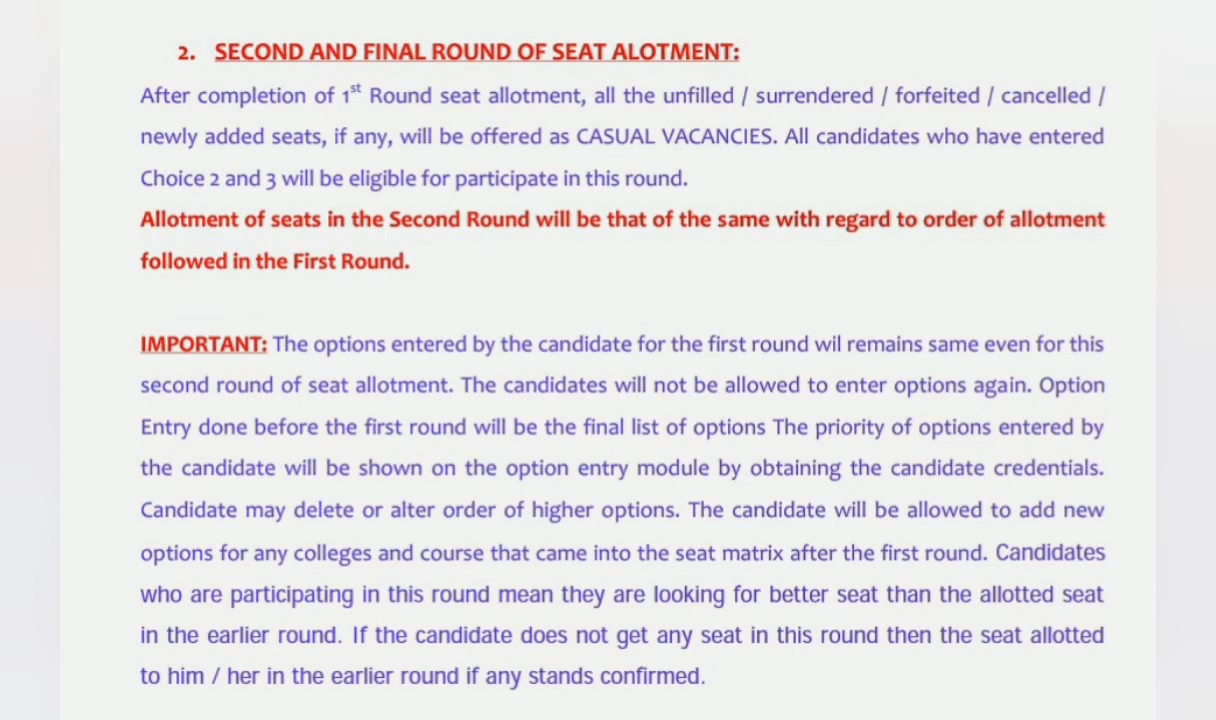 2. SECOND AND FINAL ROUND OF SEAT ALOTMENT:
After completion of 1st Round seat allotment, all the unfilled / surrendered / forfeited / cancelled /
newly added seats, if any, will be offered as CASUAL VACANCIES. All candidates who have entered
Choice 2 and 3 will be eligible for participate in this round.
Allotment of seats in the Second Round will be that of the same with regard to order of allotment
followed in the First Round.
IMPORTANT: The options entered by the candidate for the first round wil remains same even for this
second round of seat allotment. The candidates will not be allowed to enter options again. Option
Entry done before the first round will be the final list of options The priority of options entered by
the candidate will be shown on the option entry module by obtaining the candidate credentials.
Candidate may delete or alter order of higher options. The candidate will be allowed to add new
options for any colleges and course that came into the seat matrix after the first round. Candidates
who are participating in this round mean they are looking for better seat than the allotted seat
in the earlier round. If the candidate does not get any seat in this round then the seat allotted
to him / her in the earlier round if any stands confirmed.